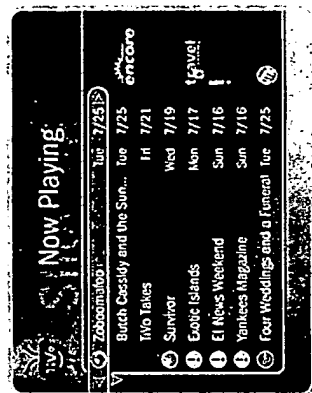 TiVo
Now Playing
Zoboomafoo Tue 7/25
Butch Cassidy and the Sun... Tue 7/25
TiVo Takes Fri 7/21
Survivor Wed 7/19
Exotic Islands Mon 7/17
E! News Weekend Sun 7/16
Yankees Magazine Sun 7/16
Four Weddings and a Funeral Tue 7/25
encore
travel